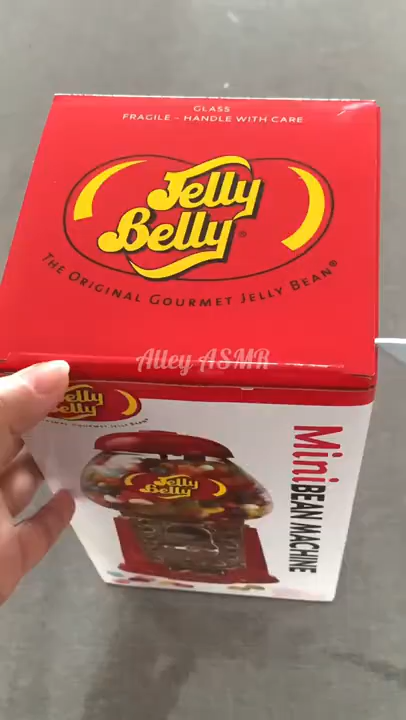 GLASS
FRAGILE - HANDLE WITH CARE
Jelly
Belly®
THE ORIGINAL GOURMET JELLY BEAN®
Alley ASMR
Jelly
Belly
Mini BEAN MACHINE
Jelly
Belly